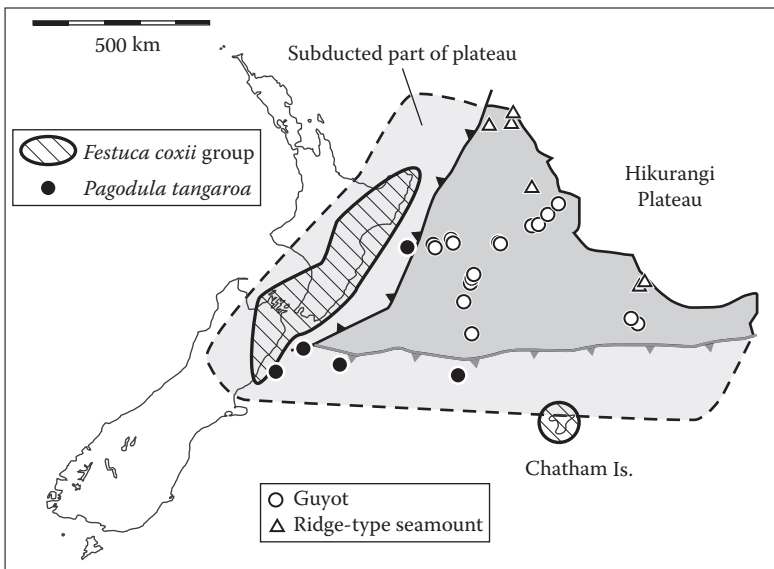 500 km
Subducted part of plateau
Festuca coxii group
Pagodula tangaroa
Hikurangi
Plateau
Chatham Is.
Guyot
Ridge-type seamount